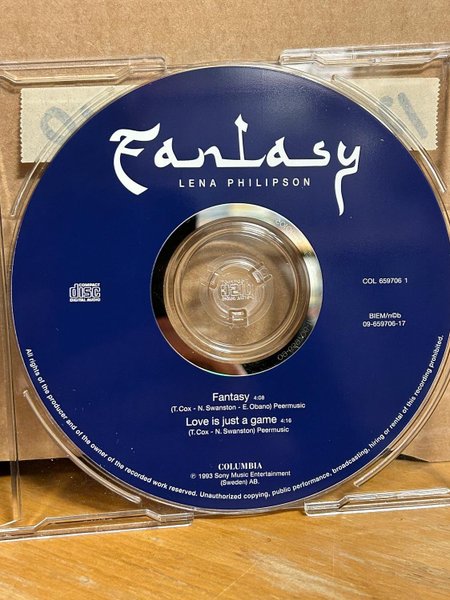 Fantasy
LENA PHILIPSON
COMPACT
disc
DIGITAL AUDIO
COL 659706 1
BIEM/nCb
09-659706-17
Fantasy 4:08
(T.Cox - N. Swanston - E. Obano) Peermusic
Love is just a game 4:16
(T.Cox - N. Swanston) Peermusic
COLUMBIA
℗ 1993 Sony Music Entertainment
(Sweden) AB.
All rights of the producer and of the owner of the recorded work reserved. Unauthorized copying, public performance, broadcasting, hiring or rental of this recording prohibited.